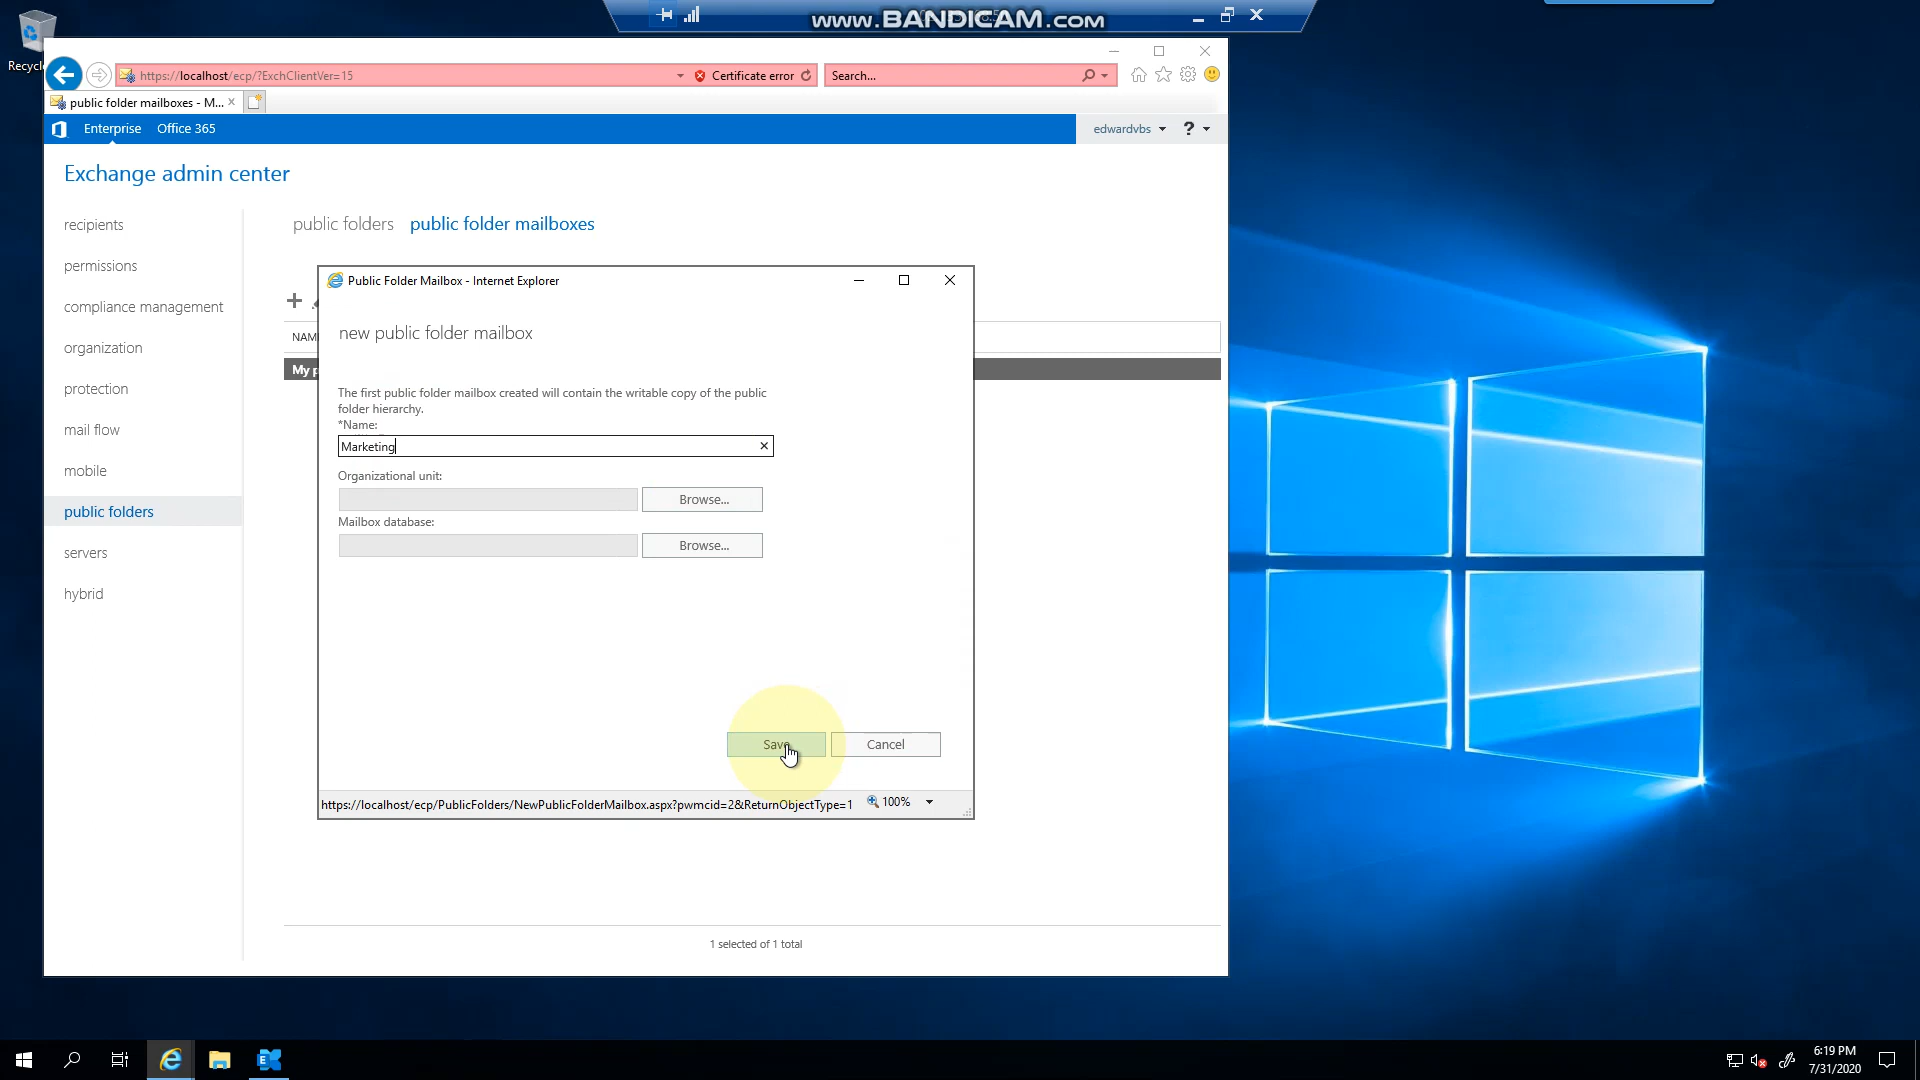 www.BANDICAM.com
Recycl
https://localhost/ecp/?ExchClientVer=15
Certificate error
Search...
public folder mailboxes - M...
Enterprise
Office 365
edwardvbs
?
Exchange admin center
recipients
permissions
compliance management
organization
protection
mail flow
mobile
public folders
servers
hybrid
public folders
public folder mailboxes
NAM
My p
Public Folder Mailbox - Internet Explorer
new public folder mailbox
The first public folder mailbox created will contain the writable copy of the public
folder hierarchy.
*Name:
Marketing
Organizational unit:
Browse...
Mailbox database:
Browse...
Save
Cancel
https://localhost/ecp/PublicFolders/NewPublicFolderMailbox.aspx?pwmcid=2&ReturnObjectType=1
100%
1 selected of 1 total
6:19 PM
7/31/2020